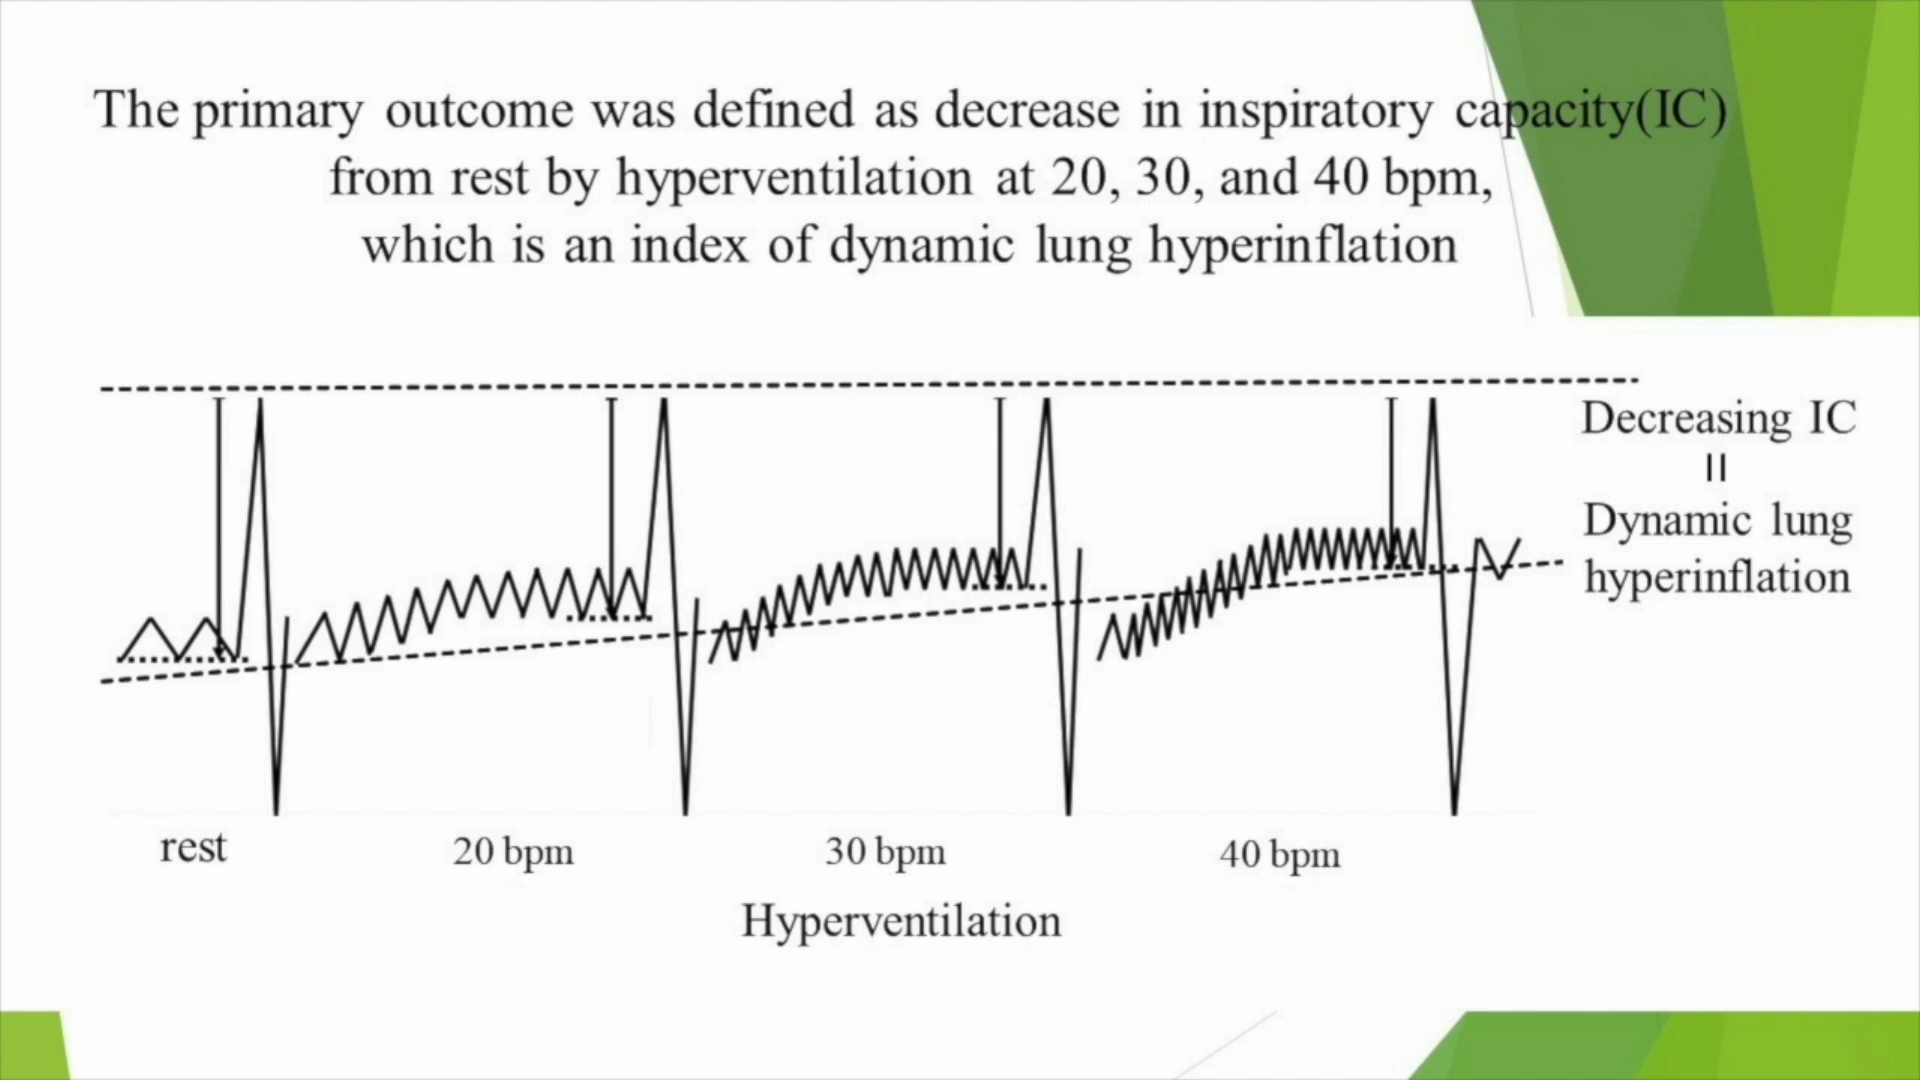 The primary outcome was defined as decrease in inspiratory capacity(IC)
from rest by hyperventilation at 20, 30, and 40 bpm,
which is an index of dynamic lung hyperinflation
Decreasing IC
=
Dynamic lung
hyperinflation
rest
20 bpm
30 bpm
40 bpm
Hyperventilation